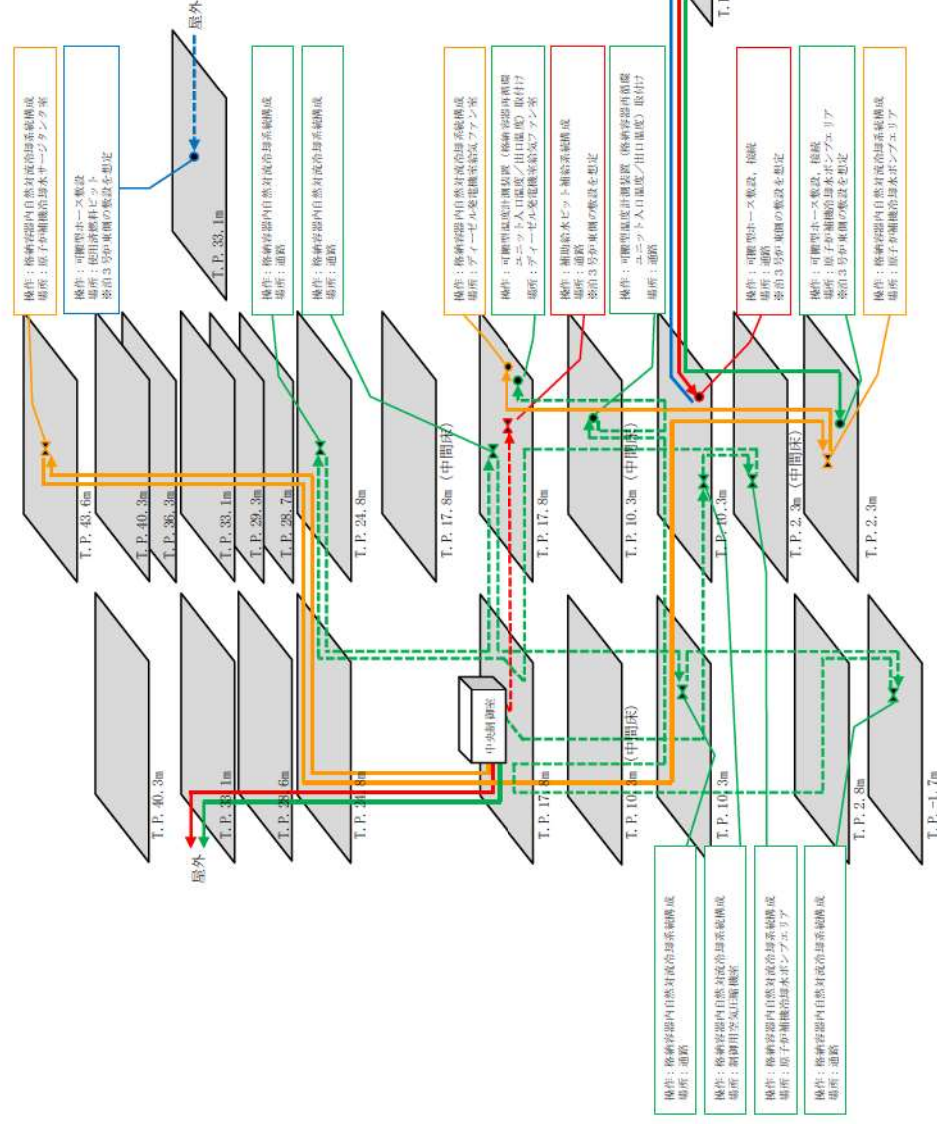 操作：格納容器内自然対流冷却系統構成
場所：原子炉補機冷却水サージタンク室
操作：可搬型ホース敷設
場所：使用済燃料ピット
※泊３号炉東側の敷設を想定
操作：格納容器内自然対流冷却系統構成
場所：通路
操作：格納容器内自然対流冷却系統構成
場所：通路
操作：格納容器内自然対流冷却系統構成
場所：ディーゼル発電機室給気ファン室
操作：可搬型温度計測装置（格納容器再循環
ユニット入口温度／出口温度）取付け
場所：ディーゼル発電機室給気ファン室
操作：補助給水ピット補給系統構成
場所：通路
※泊３号炉東側の敷設を想定
操作：可搬型温度計測装置（格納容器再循環
ユニット入口温度／出口温度）取付け
場所：通路
操作：可搬型ホース敷設，接続
場所：通路
※泊３号炉東側の敷設を想定
操作：可搬型ホース敷設，接続
場所：原子炉補機冷却水ポンプエリア
※泊３号炉東側の敷設を想定
操作：格納容器内自然対流冷却系統構成
場所：原子炉補機冷却水ポンプエリア
屋外
T.P. 33.1m
T.P. 43.6m
T.P. 40.3m
T.P. 36.3m
T.P. 33.1m
T.P. 29.3m
T.P. 28.7m
T.P. 24.8m
T.P. 17.8m（中間床）
T.P. 17.8m
T.P. 10.3m（中間床）
T.P. 10.3m
T.P. 2.3m（中間床）
T.P. 2.3m
中央制御室
屋外
T.P. 40.3m
T.P. 33.1m
T.P. 28.6m
T.P. 24.8m
T.P. 17.8m
T.P. 10.3m（中間床）
T.P. 10.3m
T.P. 2.8m
T.P. -1.7m
操作：格納容器内自然対流冷却系統構成
場所：通路
操作：格納容器内自然対流冷却系統構成
場所：制御用空気圧縮機室
操作：格納容器内自然対流冷却系統構成
場所：原子炉補機冷却水ポンプエリア
操作：格納容器内自然対流冷却系統構成
場所：通路